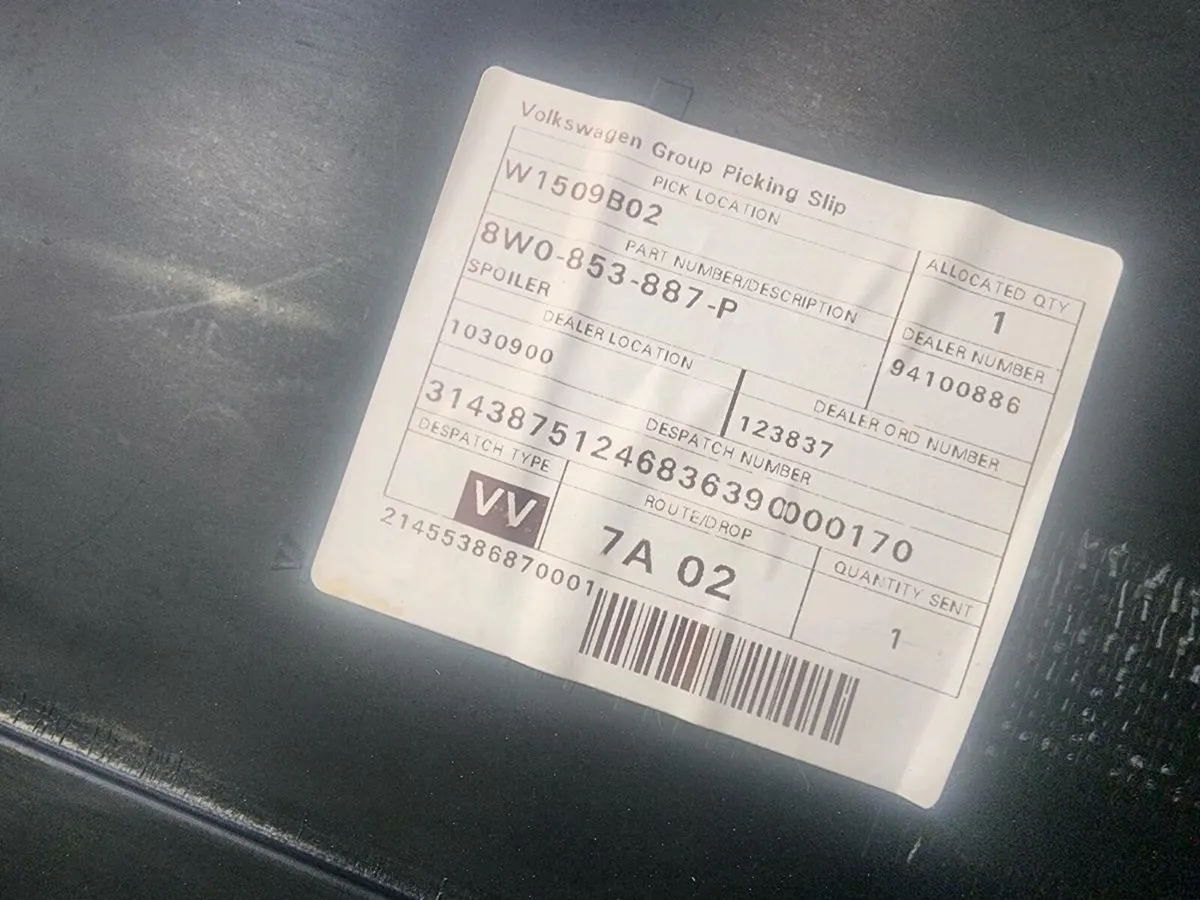 Volkswagen Group Picking Slip
PICK LOCATION
W1509B02
ALLOCATED QTY
1
PART NUMBER/DESCRIPTION
8W0-853-887-P
SPOILER
DEALER NUMBER
94100886
DEALER LOCATION
1030900
DEALER ORD NUMBER
123837
DESPATCH NUMBER
31438751246836390000170
DESPATCH TYPE
VV
ROUTE/DROP
7A 02
QUANTITY SENT
1
21455386870001